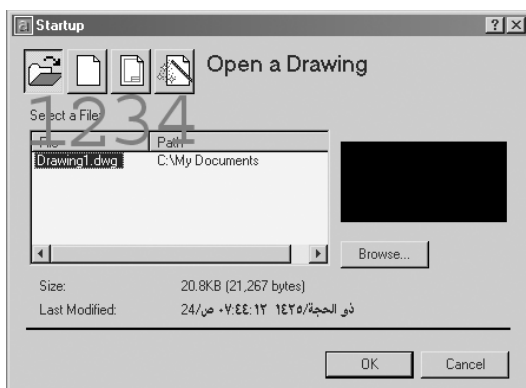 Startup
Open a Drawing
1234
Select a File:
File Path
Drawing1.dwg C:\My Documents
Browse...
Size: 20.8KB (21,267 bytes)
Last Modified: 24/ذو الحجة/١٤٢٥ ٠٧:٤٤:١٢ ص
OK Cancel